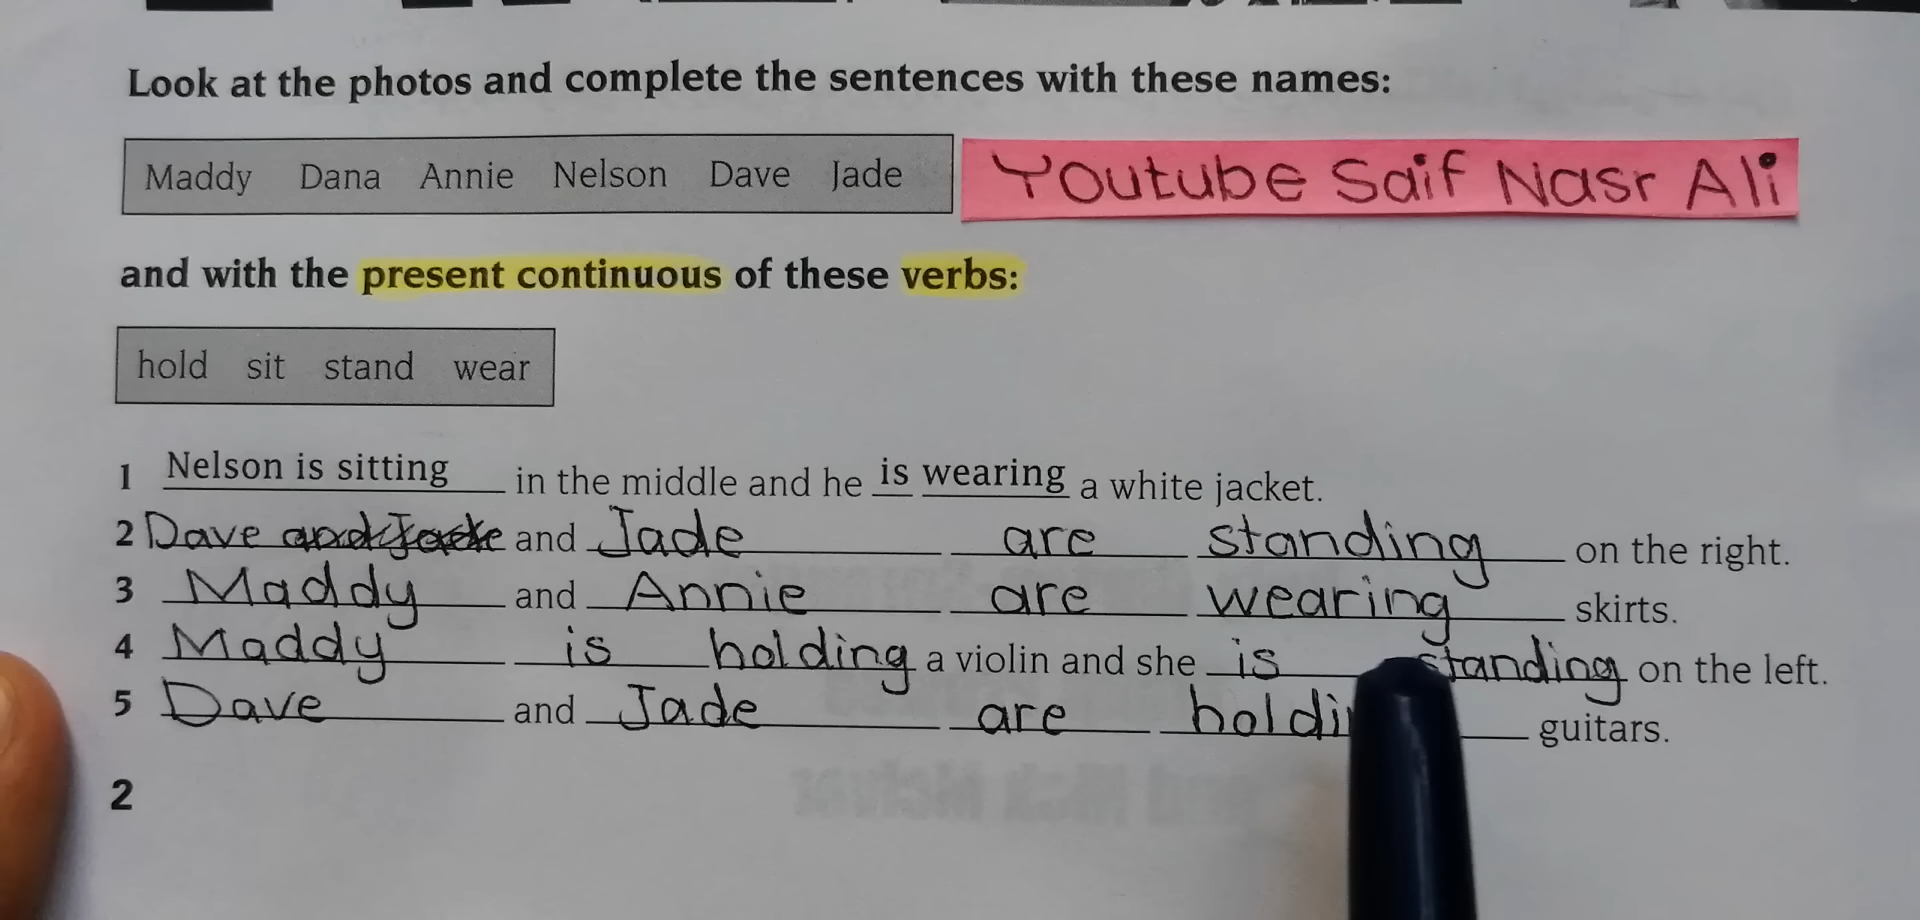 Look at the photos and complete the sentences with these names:
Maddy Dana Annie Nelson Dave Jade
Youtube Saif Nasr Ali
and with the present continuous of these verbs:
hold sit stand wear
1 Nelson is sitting in the middle and he is wearing a white jacket.
2 Dave and Jade and Jade are standing on the right.
3 Maddy and Annie are wearing skirts.
4 Maddy is holding a violin and she is standing on the left.
5 Dave and Jade are holdi guitars.
2